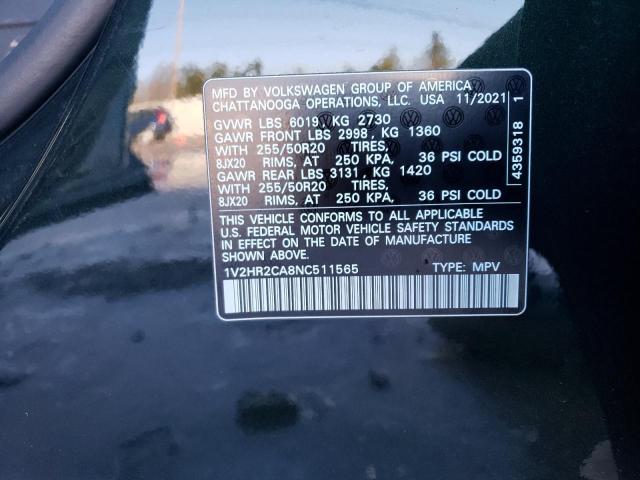 MFD BY VOLKSWAGEN GROUP OF AMERICA
CHATTANOOGA OPERATIONS, LLC. USA 11/2021
GVWR LBS 6019, KG 2730
GAWR FRONT LBS 2998, KG 1360
WITH 255/50R20 TIRES,
8JX20 RIMS, AT 250 KPA, 36 PSI COLD
GAWR REAR LBS 3131, KG 1420
WITH 255/50R20 TIRES,
8JX20 RIMS, AT 250 KPA, 36 PSI COLD
THIS VEHICLE CONFORMS TO ALL APPLICABLE
U.S. FEDERAL MOTOR VEHICLE SAFETY STANDARDS
IN EFFECT ON THE DATE OF MANUFACTURE
SHOWN ABOVE.
1V2HR2CA8NC511565 TYPE: MPV
4359318 1